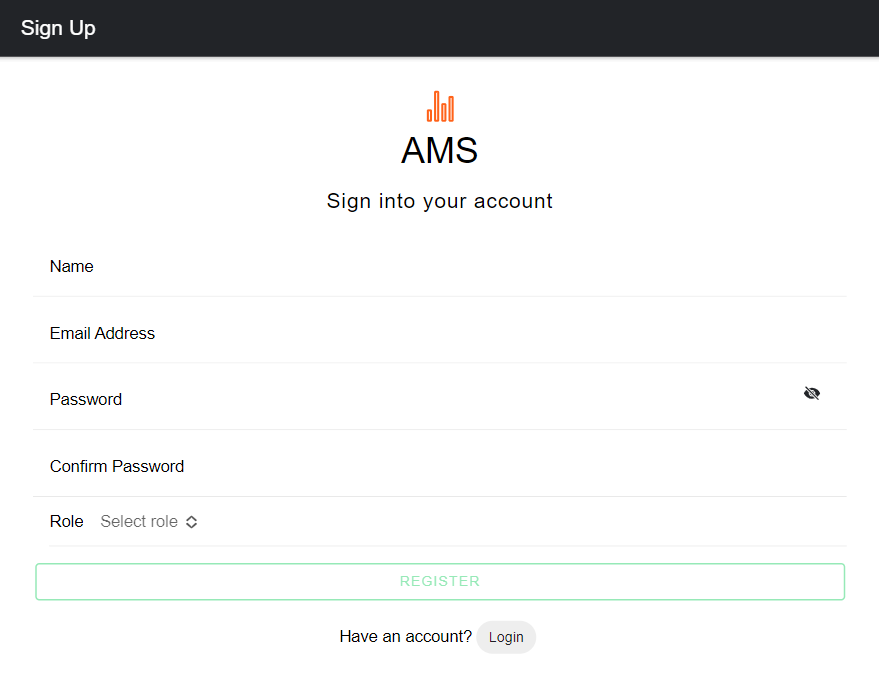 Sign Up
AMS
Sign into your account
Name
Email Address
Password
Confirm Password
Role Select role
REGISTER
Have an account? Login